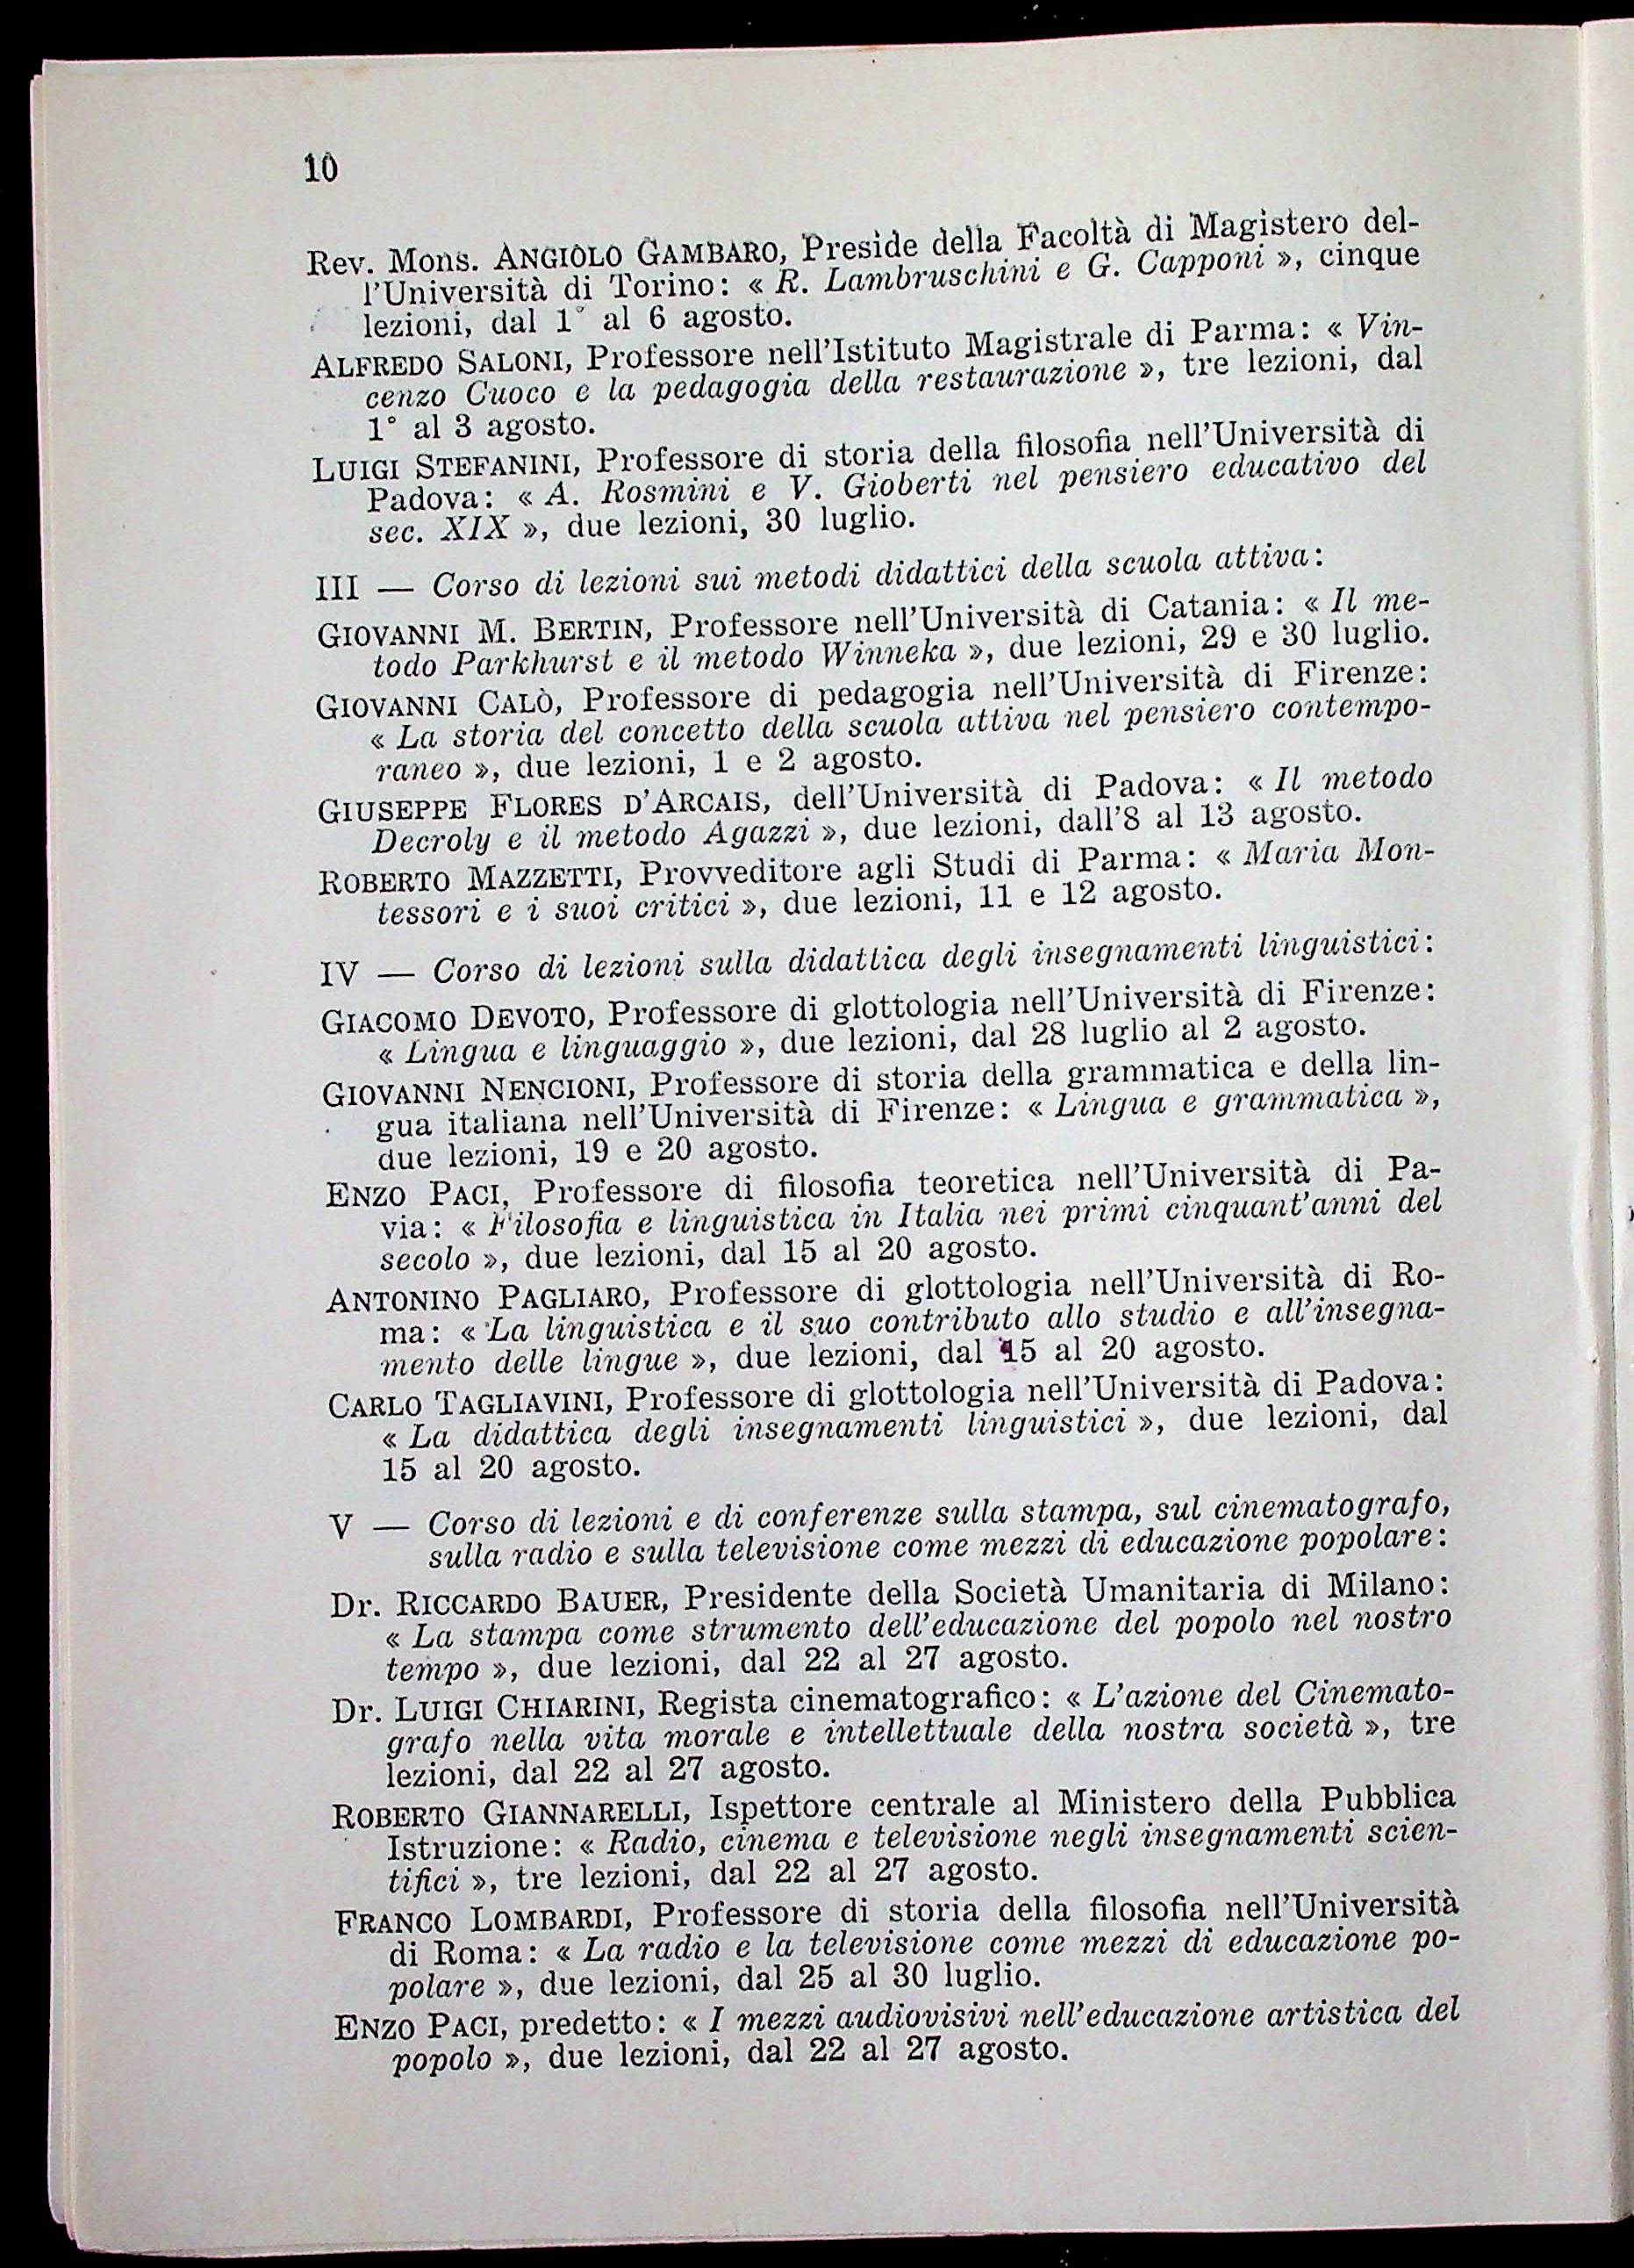 10
Rev. Mons. ANGIOLO GAMBARO, Preside della Facoltà di Magistero del-
l'Università di Torino: « R. Lambruschini e G. Capponi », cinque
lezioni, dal 1° al 6 agosto.
ALFREDO SALONI, Professore nell'Istituto Magistrale di Parma: « Vin-
cenzo Cuoco e la pedagogia della restaurazione », tre lezioni, dal
1° al 3 agosto.
LUIGI STEFANINI, Professore di storia della filosofia nell'Università di
Padova: « A. Rosmini e V. Gioberti nel pensiero educativo del
sec. XIX », due lezioni, 30 luglio.
III — Corso di lezioni sui metodi didattici della scuola attiva:
GIOVANNI M. BERTIN, Professore nell'Università di Catania: « Il me-
todo Parkhurst e il metodo Winneka », due lezioni, 29 e 30 luglio.
GIOVANNI CALÒ, Professore di pedagogia nell'Università di Firenze:
« La storia del concetto della scuola attiva nel pensiero contempo-
raneo », due lezioni, 1 e 2 agosto.
GIUSEPPE FLORES D'ARCAIS, dell'Università di Padova: « Il metodo
Decroly e il metodo Agazzi », due lezioni, dall'8 al 13 agosto.
ROBERTO MAZZETTI, Provveditore agli Studi di Parma: « Maria Mon-
tessori e i suoi critici », due lezioni, 11 e 12 agosto.
IV — Corso di lezioni sulla didattica degli insegnamenti linguistici:
GIACOMO DEVOTO, Professore di glottologia nell'Università di Firenze:
« Lingua e linguaggio », due lezioni, dal 28 luglio al 2 agosto.
GIOVANNI NENCIONI, Professore di storia della grammatica e della lin-
gua italiana nell'Università di Firenze: « Lingua e grammatica »,
due lezioni, 19 e 20 agosto.
ENZO PACI, Professore di filosofia teoretica nell'Università di Pa-
via: « Filosofia e linguistica in Italia nei primi cinquant'anni del
secolo », due lezioni, dal 15 al 20 agosto.
ANTONINO PAGLIARO, Professore di glottologia nell'Università di Ro-
ma: « La linguistica e il suo contributo allo studio e all'insegna-
mento delle lingue », due lezioni, dal 15 al 20 agosto.
CARLO TAGLIAVINI, Professore di glottologia nell'Università di Padova:
« La didattica degli insegnamenti linguistici », due lezioni, dal
15 al 20 agosto.
V — Corso di lezioni e di conferenze sulla stampa, sul cinematografo,
sulla radio e sulla televisione come mezzi di educazione popolare:
Dr. RICCARDO BAUER, Presidente della Società Umanitaria di Milano:
« La stampa come strumento dell'educazione del popolo nel nostro
tempo », due lezioni, dal 22 al 27 agosto.
Dr. LUIGI CHIARINI, Regista cinematografico: « L'azione del Cinemato-
grafo nella vita morale e intellettuale della nostra società », tre
lezioni, dal 22 al 27 agosto.
ROBERTO GIANNARELLI, Ispettore centrale al Ministero della Pubblica
Istruzione: « Radio, cinema e televisione negli insegnamenti scien-
tifici », tre lezioni, dal 22 al 27 agosto.
FRANCO LOMBARDI, Professore di storia della filosofia nell'Università
di Roma: « La radio e la televisione come mezzi di educazione po-
polare », due lezioni, dal 25 al 30 luglio.
ENZO PACI, predetto: « I mezzi audiovisivi nell'educazione artistica del
popolo », due lezioni, dal 22 al 27 agosto.